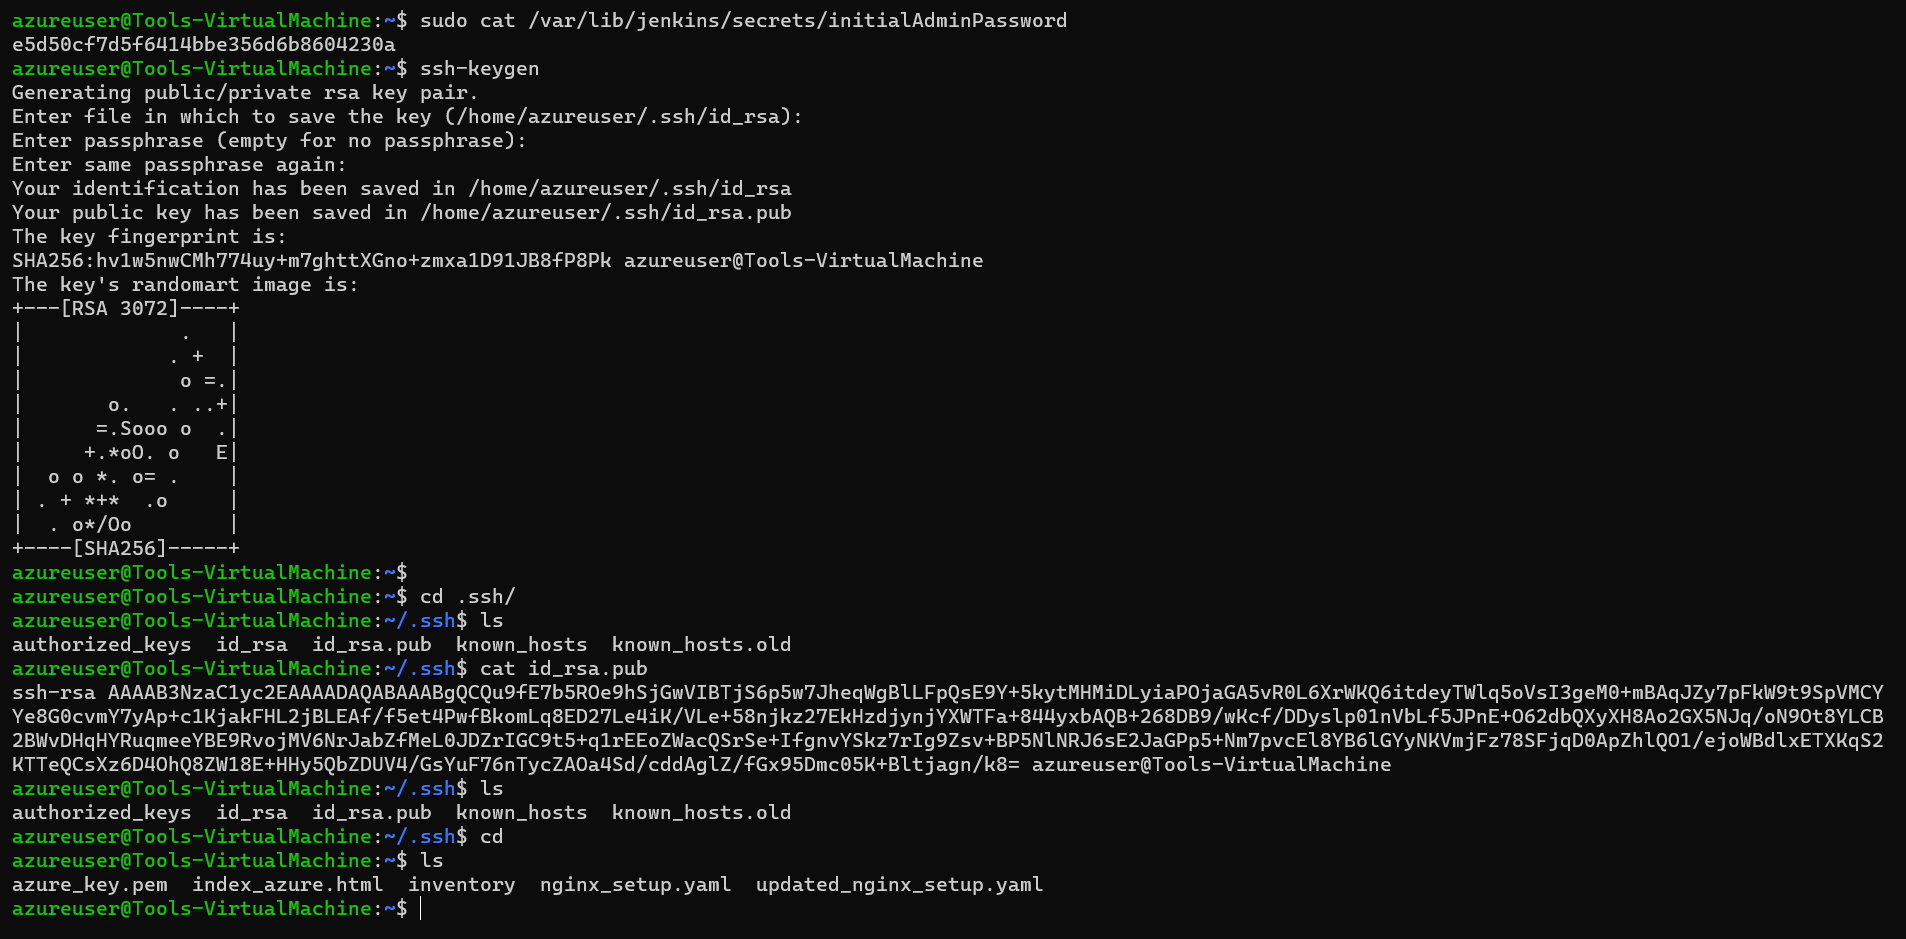 azureuser@Tools-VirtualMachine:~$ sudo cat /var/lib/jenkins/secrets/initialAdminPassword
e5d50cf7d5f6414bbe356d6b8604230a
azureuser@Tools-VirtualMachine:~$ ssh-keygen
Generating public/private rsa key pair.
Enter file in which to save the key (/home/azureuser/.ssh/id_rsa):
Enter passphrase (empty for no passphrase):
Enter same passphrase again:
Your identification has been saved in /home/azureuser/.ssh/id_rsa
Your public key has been saved in /home/azureuser/.ssh/id_rsa.pub
The key fingerprint is:
SHA256:hv1w5nwCMh774uy+m7ghttXGno+zmxa1D91JB8fP8Pk azureuser@Tools-VirtualMachine
The key's randomart image is:
+---[RSA 3072]----+
|             .   |
|            . +  |
|             o =.|
|       o.   . ..+|
|      =.Sooo o  .|
|     +.*oO. o   E|
|  o o *. o= .    |
| . + *+*  .o     |
|  . o*/Oo        |
+----[SHA256]-----+
azureuser@Tools-VirtualMachine:~$
azureuser@Tools-VirtualMachine:~$ cd .ssh/
azureuser@Tools-VirtualMachine:~/.ssh$ ls
authorized_keys  id_rsa  id_rsa.pub  known_hosts  known_hosts.old
azureuser@Tools-VirtualMachine:~/.ssh$ cat id_rsa.pub
ssh-rsa AAAAB3NzaC1yc2EAAAADAQABAAABgQCQu9fE7b5ROe9hSjGwVIBTjS6p5w7JheqWgBlLFpQsE9Y+5kytMHMiDLyiaPOjaGA5vR0L6XrWKQ6itdeyTWlq5oVsI3geM0+mBAqJZy7pFkW9t9SpVMCY
Ye8G0cvmY7yAp+c1KjakFHL2jBLEAf/f5et4PwfBkomLq8ED27Le4iK/VLe+58njkz27EkHzdjynjYXWTFa+844yxbAQB+268DB9/wKcf/DDyslp01nVbLf5JPnE+O62dbQXyXH8Ao2GX5NJq/oN9Ot8YLCB
2BWvDHqHYRuqmeeYBE9RvojMV6NrJabZfMeL0JDZrIGC9t5+q1rEEoZWacQSrSe+IfgnvYSkz7rIg9Zsv+BP5NlNRJ6sE2JaGPp5+Nm7pvcEl8YB6lGYyNKVmjFz78SFjqD0ApZhlQO1/ejoWBdlxETXKqS2
KTTeQCsXz6D4OhQ8ZW18E+HHy5QbZDUV4/GsYuF76nTycZAOa4Sd/cddAglZ/fGx95Dmc05K+Bltjagn/k8= azureuser@Tools-VirtualMachine
azureuser@Tools-VirtualMachine:~/.ssh$ ls
authorized_keys  id_rsa  id_rsa.pub  known_hosts  known_hosts.old
azureuser@Tools-VirtualMachine:~/.ssh$ cd
azureuser@Tools-VirtualMachine:~$ ls
azure_key.pem  index_azure.html  inventory  nginx_setup.yaml  updated_nginx_setup.yaml
azureuser@Tools-VirtualMachine:~$